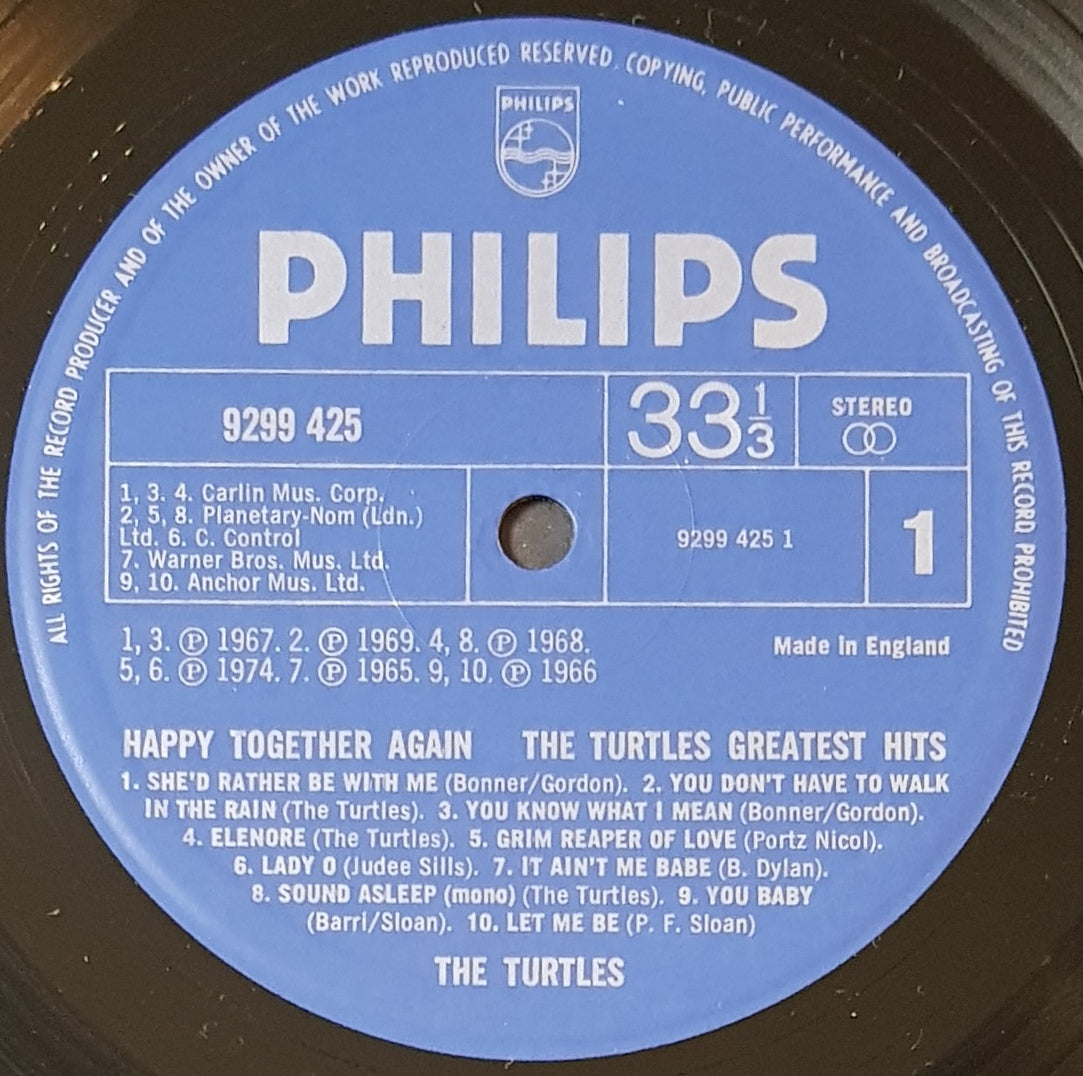 ALL RIGHTS OF THE RECORD PRODUCER AND OF THE OWNER OF THE WORK REPRODUCED RESERVED. COPYING, PUBLIC PERFORMANCE AND BROADCASTING OF THIS RECORD PROHIBITED
PHILIPS
PHILIPS
9299 425
33 1/3
STEREO
1, 3. 4. Carlin Mus. Corp.
2, 5, 8. Planetary-Nom (Ldn.)
Ltd. 6. C. Control
7. Warner Bros. Mus. Ltd.
9, 10. Anchor Mus. Ltd.
9299 425 1
1
1, 3. ℗ 1967. 2. ℗ 1969. 4, 8. ℗ 1968.
5, 6. ℗ 1974. 7. ℗ 1965. 9, 10. ℗ 1966
Made in England
HAPPY TOGETHER AGAIN THE TURTLES GREATEST HITS
1. SHE'D RATHER BE WITH ME (Bonner/Gordon). 2. YOU DON'T HAVE TO WALK
IN THE RAIN (The Turtles). 3. YOU KNOW WHAT I MEAN (Bonner/Gordon).
4. ELENORE (The Turtles). 5. GRIM REAPER OF LOVE (Portz Nicol).
6. LADY O (Judee Sills). 7. IT AIN'T ME BABE (B. Dylan).
8. SOUND ASLEEP (mono) (The Turtles). 9. YOU BABY
(Barri/Sloan). 10. LET ME BE (P. F. Sloan)
THE TURTLES